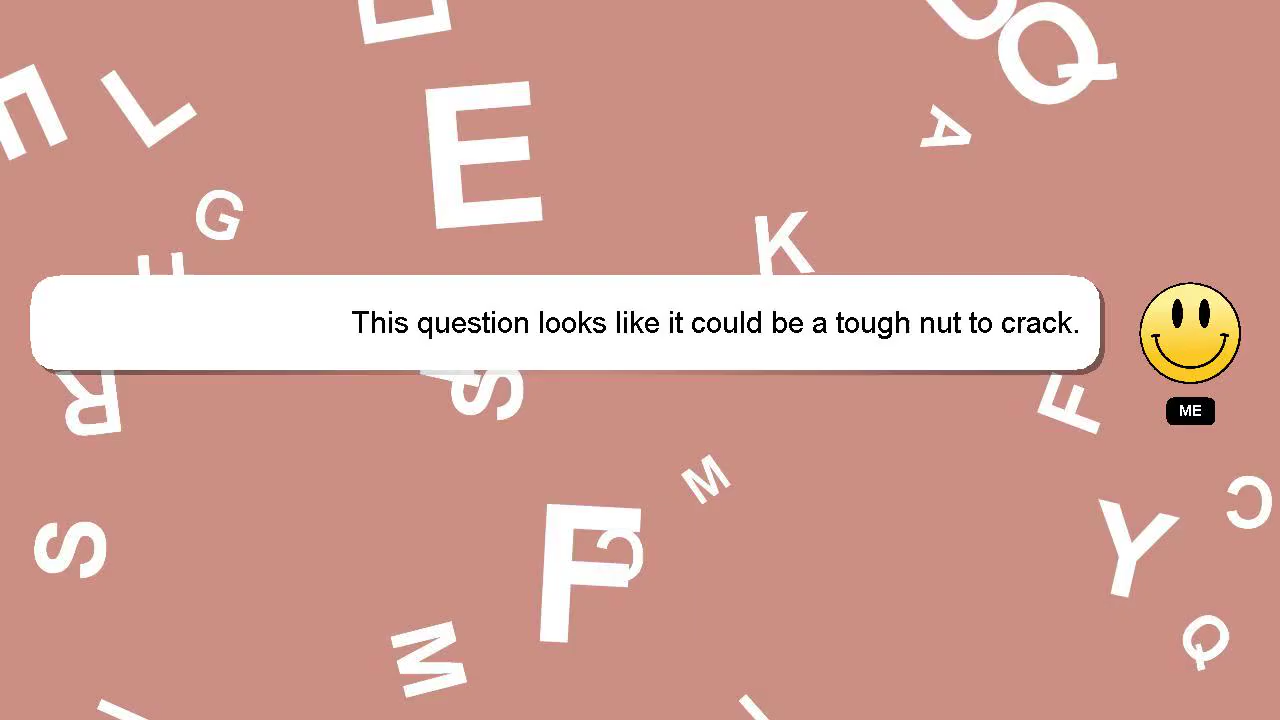 This question looks like it could be a tough nut to crack.
ME
E
L
E
Q
A
G
K
R
S
F
M
S
F
G
Y
C
Q
M